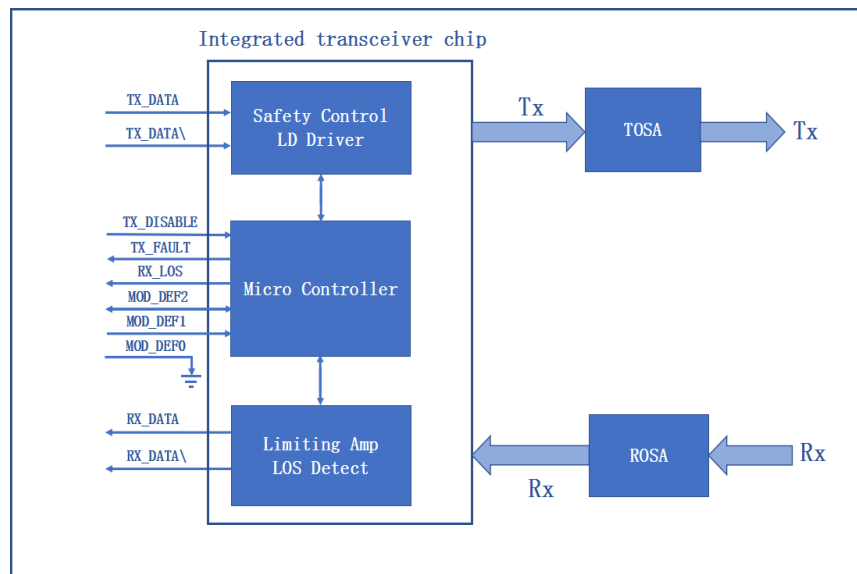 Integrated transceiver chip
TX_DATA
TX_DATA\
Safety Control
LD Driver
Tx
TOSA
Tx
TX_DISABLE
TX_FAULT
RX_LOS
MOD_DEF2
MOD_DEF1
MOD_DEF0
Micro Controller
RX_DATA
RX_DATA\
Limiting Amp
LOS Detect
Rx
ROSA
Rx